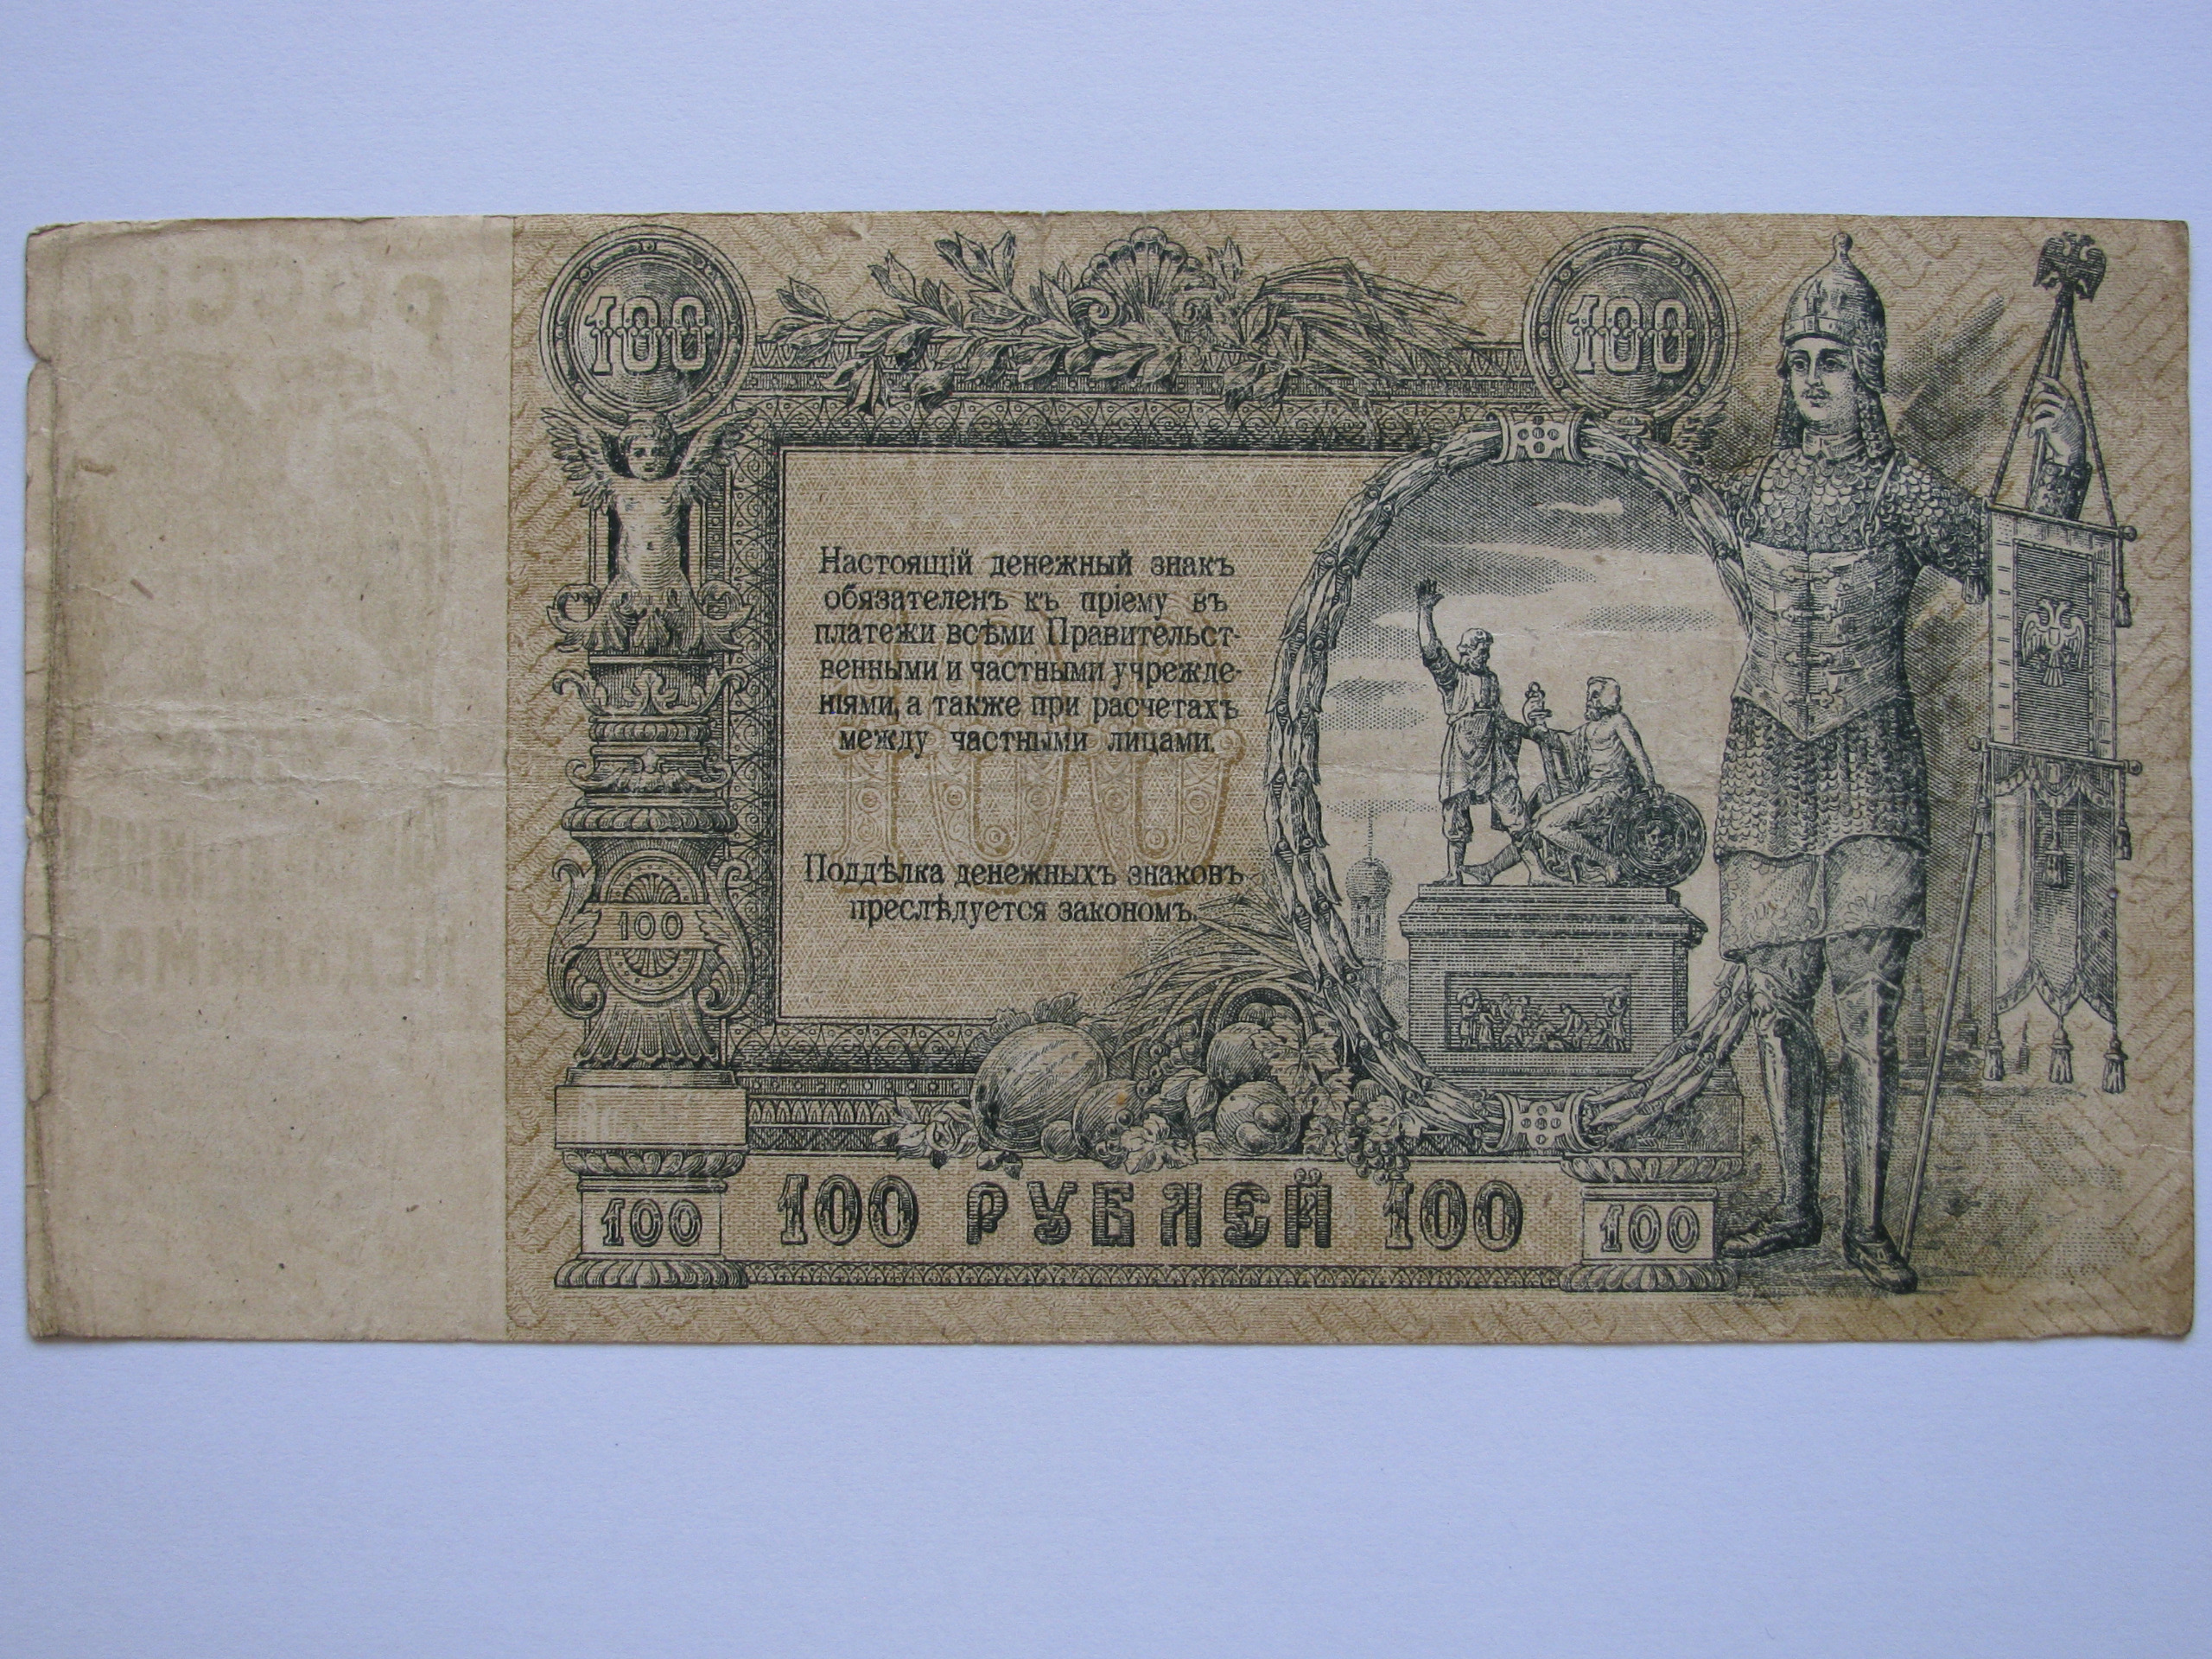 100 100
Настоящій денежный знакъ
обязателенъ къ пріему въ
платежи всѣми Правительст-
венными и частными учрежде-
ніями, а также при расчетахъ
между частными лицами.
100
Поддѣлка денежныхъ знаковъ
преслѣдуется закономъ.
100
100 100 РУБЛЕЙ 100 100